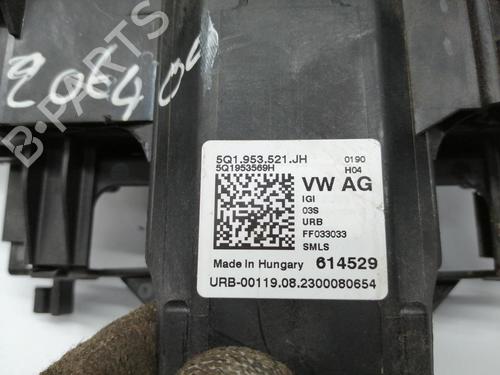 20E400
5Q1.953.521.JH 0190
5Q1953569H H04
VW AG
IGI
03S
URB
FF033033
SMLS
Made in Hungary 614529
URB-00119.08.2300080654
B-PARTS